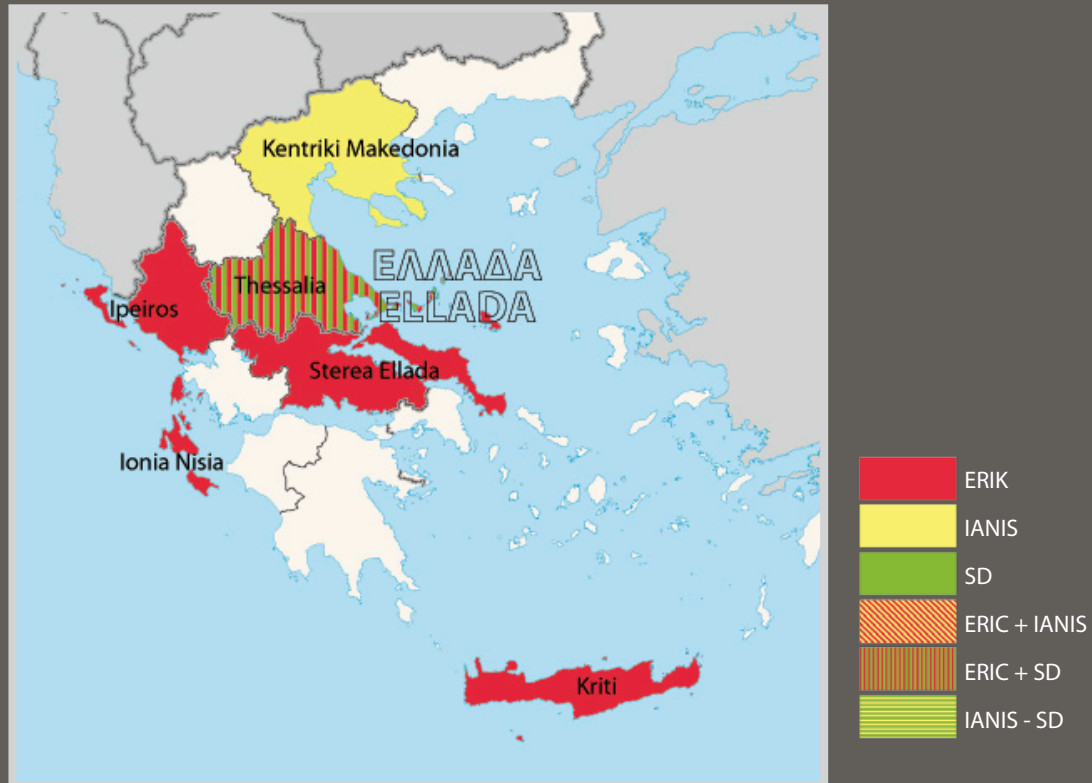 Kentriki Makedonia
ΕΛΛΑΔΑ
ELLADA
Thessalia
Ipeiros
Sterea Ellada
Ionia Nisia
Kriti
ERIK
IANIS
SD
ERIC + IANIS
ERIC + SD
IANIS - SD